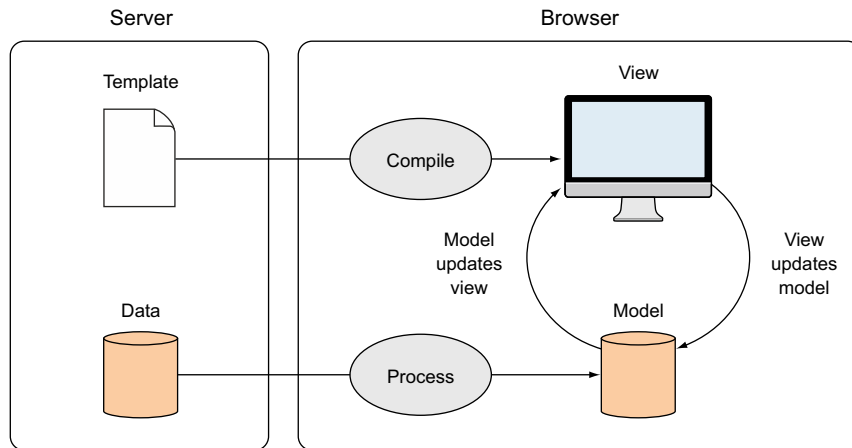 Server
Browser
Template
View
Compile
Model
updates
view
View
updates
model
Data
Model
Process